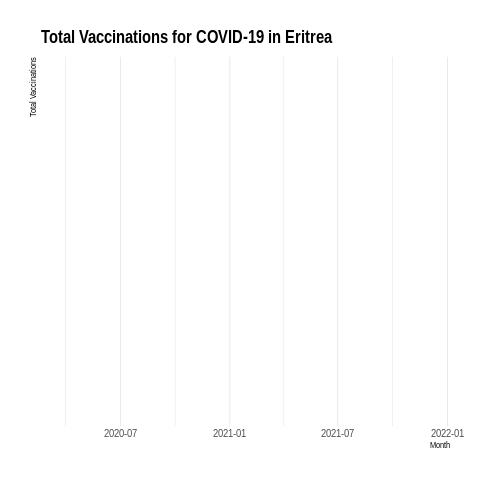 Total Vaccinations for COVID-19 in Eritrea
Total Vaccinations
2020-07 2021-01 2021-07 2022-01
Month